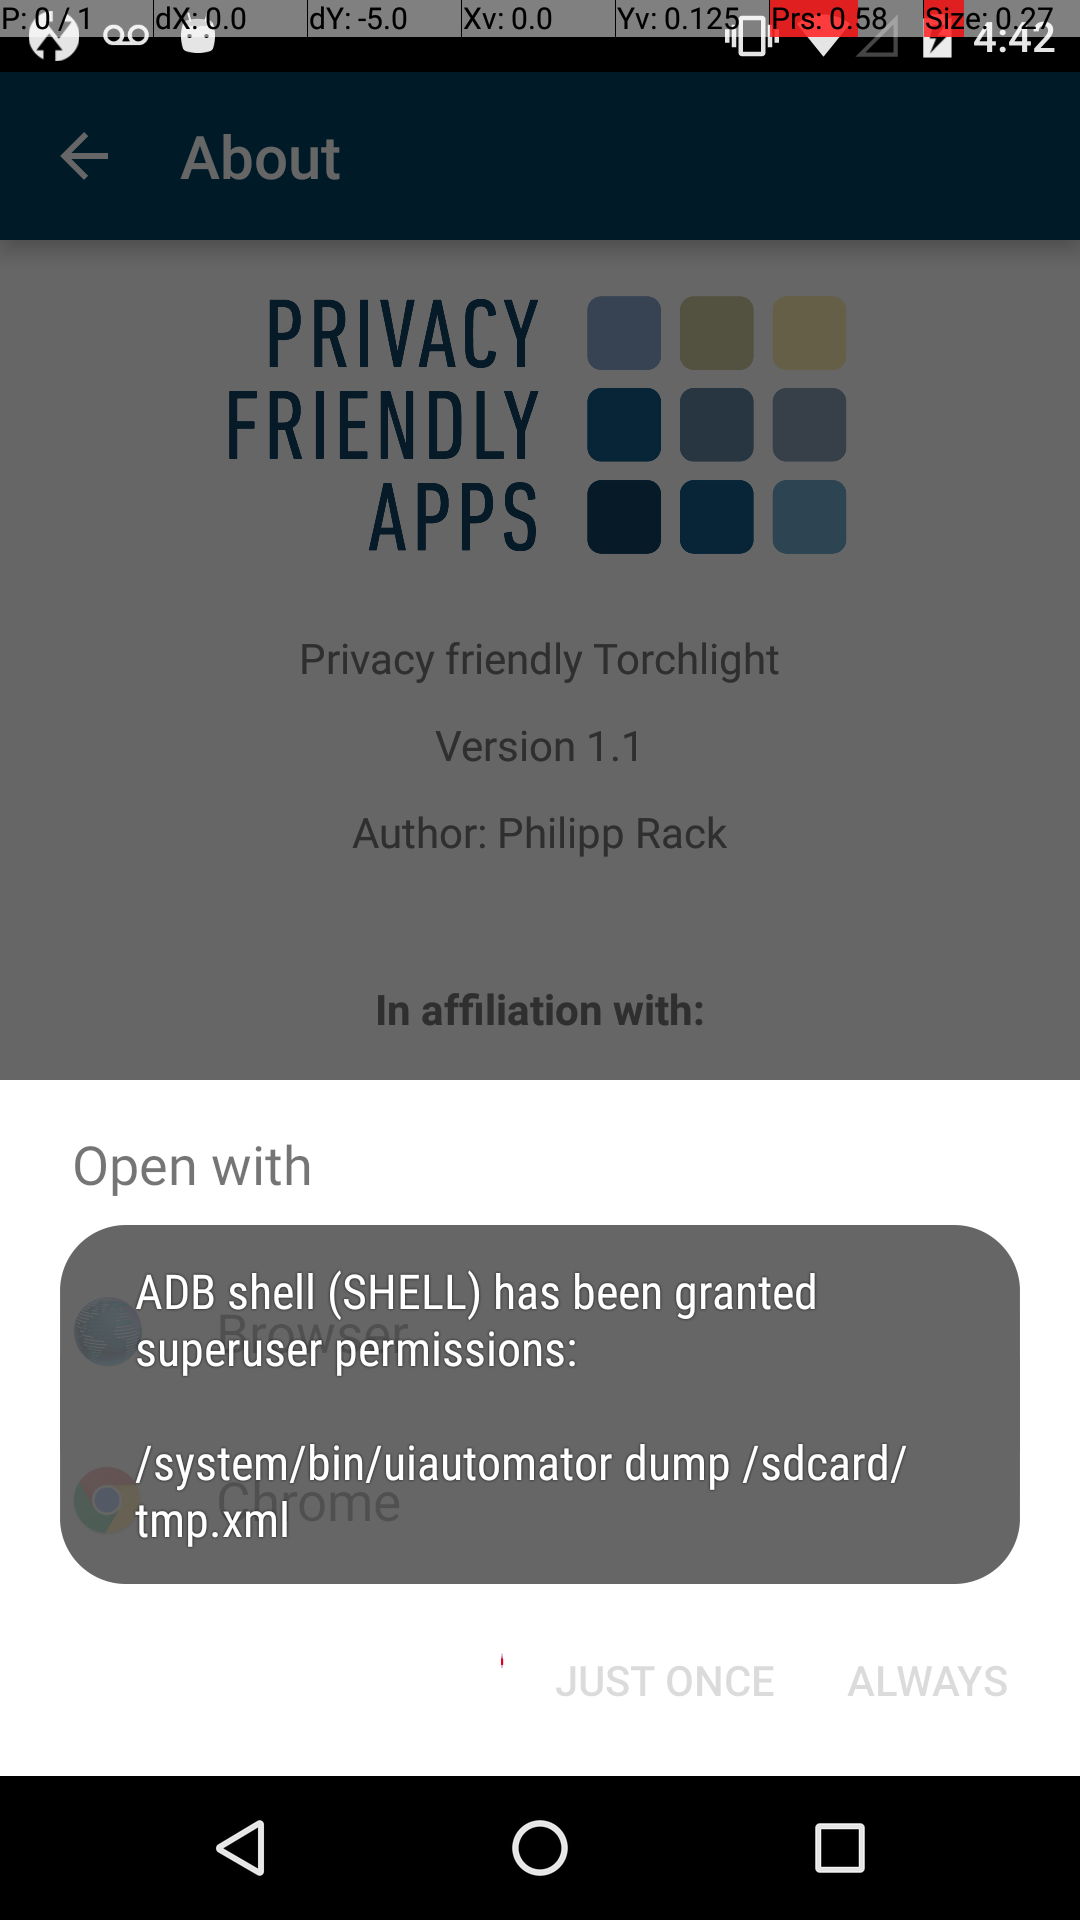 P: 0 / 1 dX: 0.0 dY: -5.0 Xv: 0.0 Yv: 0.125 Prs: 0.58 Size: 0.27
4:42
About
PRIVACY
FRIENDLY
APPS
Privacy friendly Torchlight
Version 1.1
Author: Philipp Rack
In affiliation with:
Open with
ADB shell (SHELL) has been granted
Browser
superuser permissions:
/system/bin/uiautomator dump /sdcard/
Chrome
tmp.xml
JUST ONCE ALWAYS